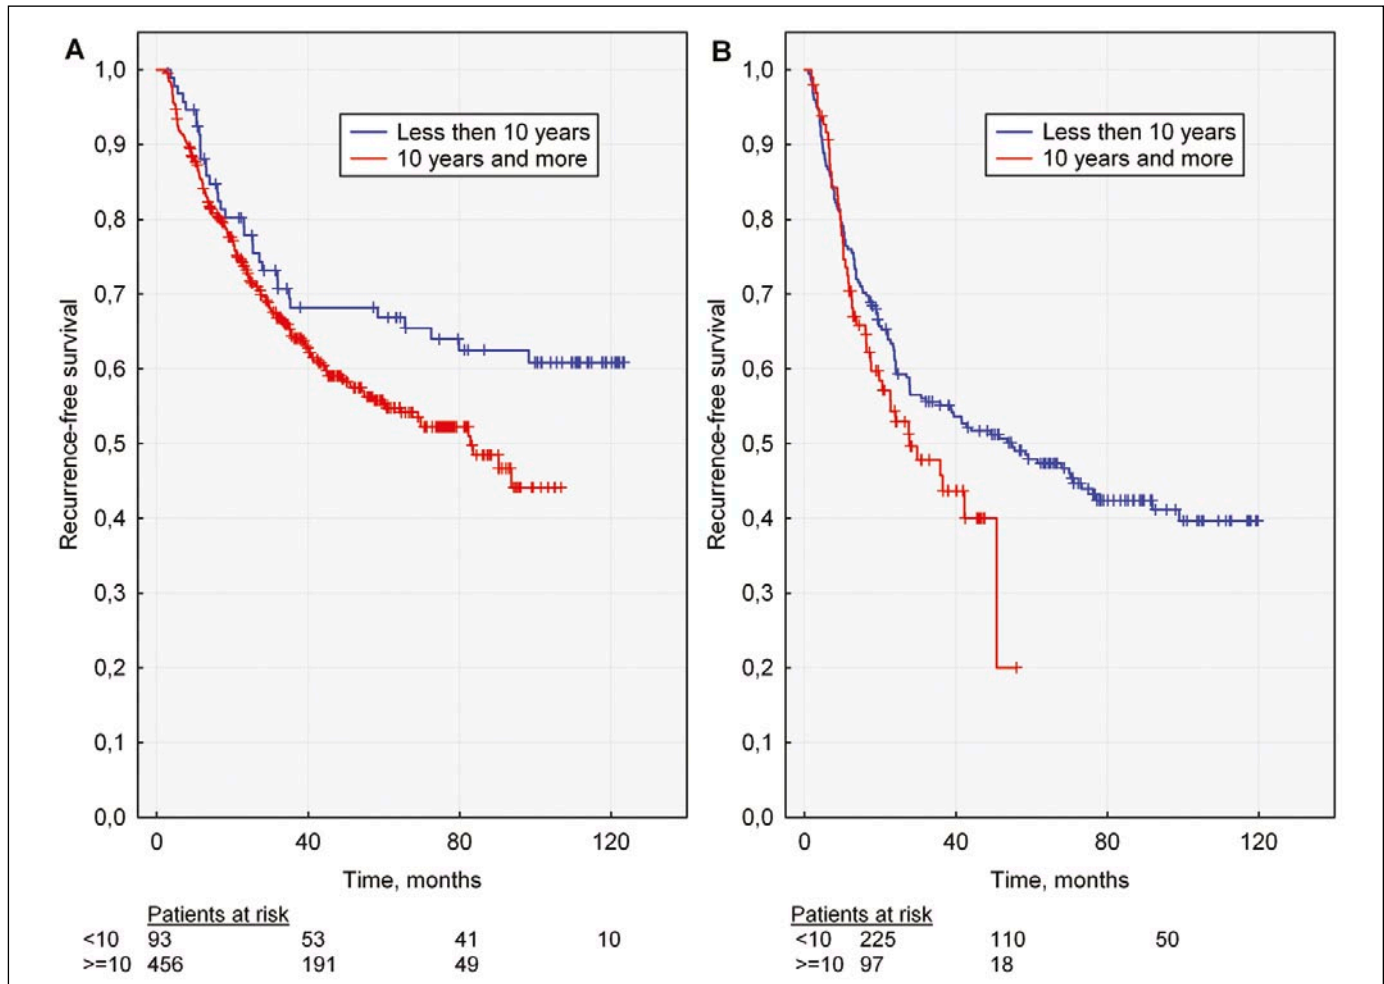 A
Recurrence-free survival
1,0
0,9
0,8
0,7
0,6
0,5
0,4
0,3
0,2
0,1
0,0
Less then 10 years
10 years and more
0 40 80 120
Time, months
Patients at risk
<10 93 53 41 10
>=10 456 191 49
B
Recurrence-free survival
1,0
0,9
0,8
0,7
0,6
0,5
0,4
0,3
0,2
0,1
0,0
Less then 10 years
10 years and more
0 40 80 120
Time, months
Patients at risk
<10 225 110 50
>=10 97 18